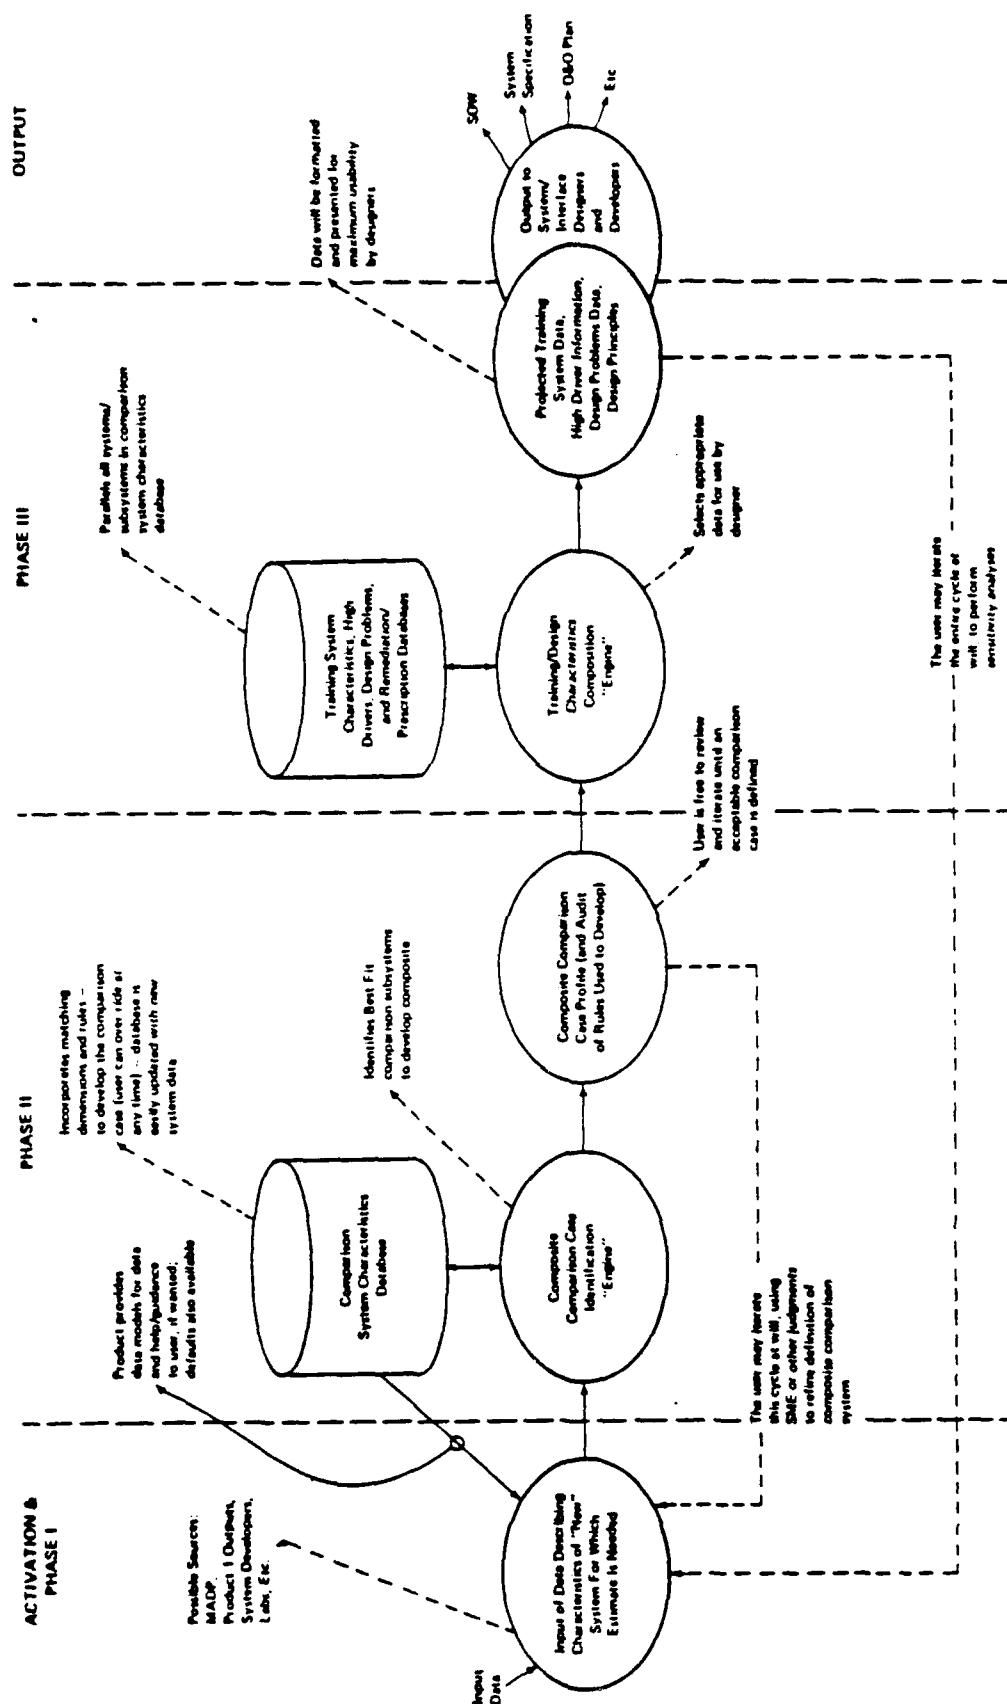 ACTIVATION &
PHASE I
PHASE II
PHASE III
OUTPUT
Possible Sources:
MADP,
Product 1 Outputs,
System Developers,
Labs, Etc.
Input
Data
Input of Data Describing
Characteristics of "New"
System For Which
Estimate Is Needed
Product provides
data models for data
and help/guidance
to user, if wanted;
defaults also available
Incorporates matching
dimensions and rules –
to develop the comparison
case (user can over ride at
any time) – database is
easily updated with new
system data
Comparison
System Characteristics
Database
Identifies Best Fit
comparison subsystems
to develop composite
Composite
Comparison Case
Identification
"Engine"
Composite Comparison
Case Profile (and Audit
of Rules Used to Develop)
User is free to review
and iterate until an
acceptable comparison
case is defined
The user may iterate
this cycle at will, using
SME or other judgments
to refine definition of
composite comparison
system
Parallels all systems/
subsystems in comparison
system characteristics
database
Training System
Characteristics, High
Drivers, Design Problems,
and Remediation/
Prescription Databases
Training/Design
Characteristics
Composition
"Engine"
Selects appropriate
data for use by
designer
Data will be formatted
and presented for
maximum usability
by designers
Projected Training
System Data,
High Driver Information,
Design Problems Data,
Design Principles
Output to
System/
Interface
Designers
and
Developers
SOW
System
Specification
O&O Plan
Etc
The user may iterate
the entire cycle at
will, to perform
sensitivity analyses